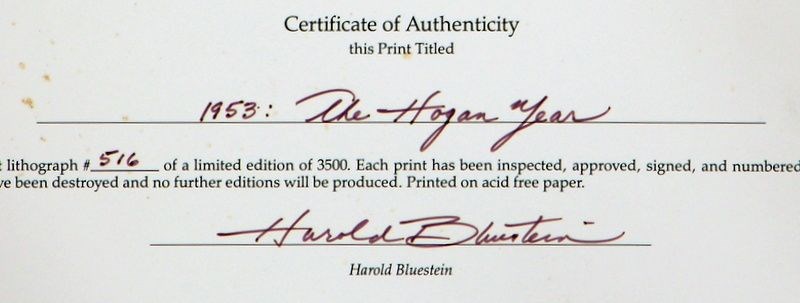 Certificate of Authenticity
this Print Titled
1953: The Hogan Year
t lithograph # 516 of a limited edition of 3500. Each print has been inspected, approved, signed, and numbered
ve been destroyed and no further editions will be produced. Printed on acid free paper.
Harold Bluestein
Harold Bluestein